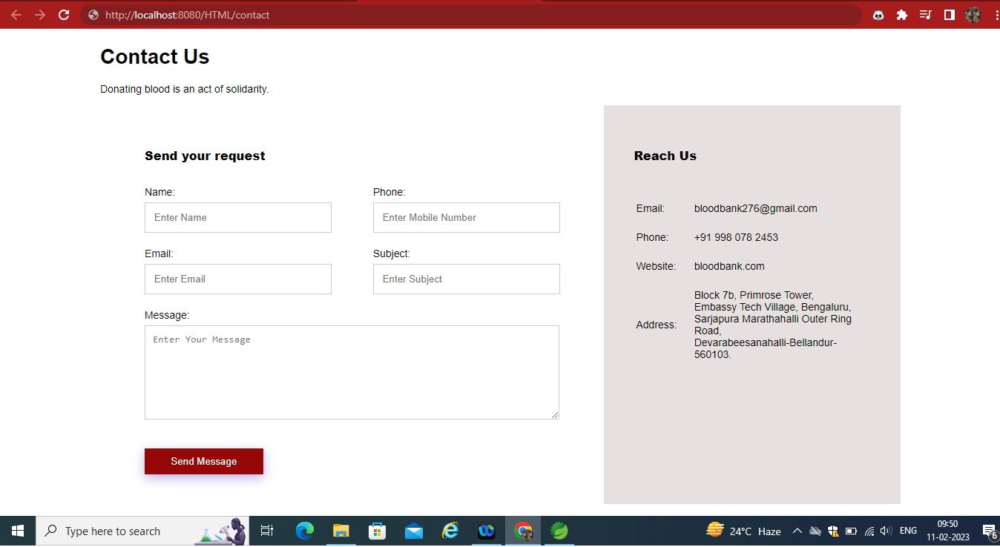 http://localhost:8080/HTML/contact
Contact Us
Donating blood is an act of solidarity.
Send your request
Name:
Phone:
Enter Name
Enter Mobile Number
Email:
Subject:
Enter Email
Enter Subject
Message:
Enter Your Message
Send Message
Reach Us
Email: bloodbank276@gmail.com
Phone: +91 998 078 2453
Website: bloodbank.com
Address:
Block 7b, Primrose Tower,
Embassy Tech Village, Bengaluru,
Sarjapura Marathahalli Outer Ring
Road,
Devarabeesanahalli-Bellandur-
560103.
Type here to search
24°C Haze
ENG
09:50
11-02-2023
6